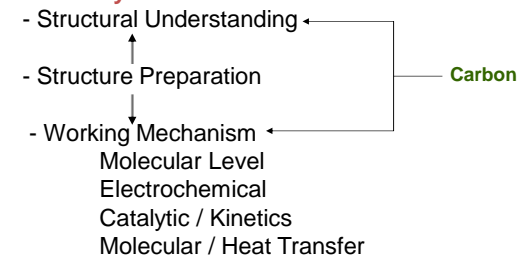 - Structural Understanding
- Structure Preparation
Carbon
- Working Mechanism
Molecular Level
Electrochemical
Catalytic / Kinetics
Molecular / Heat Transfer